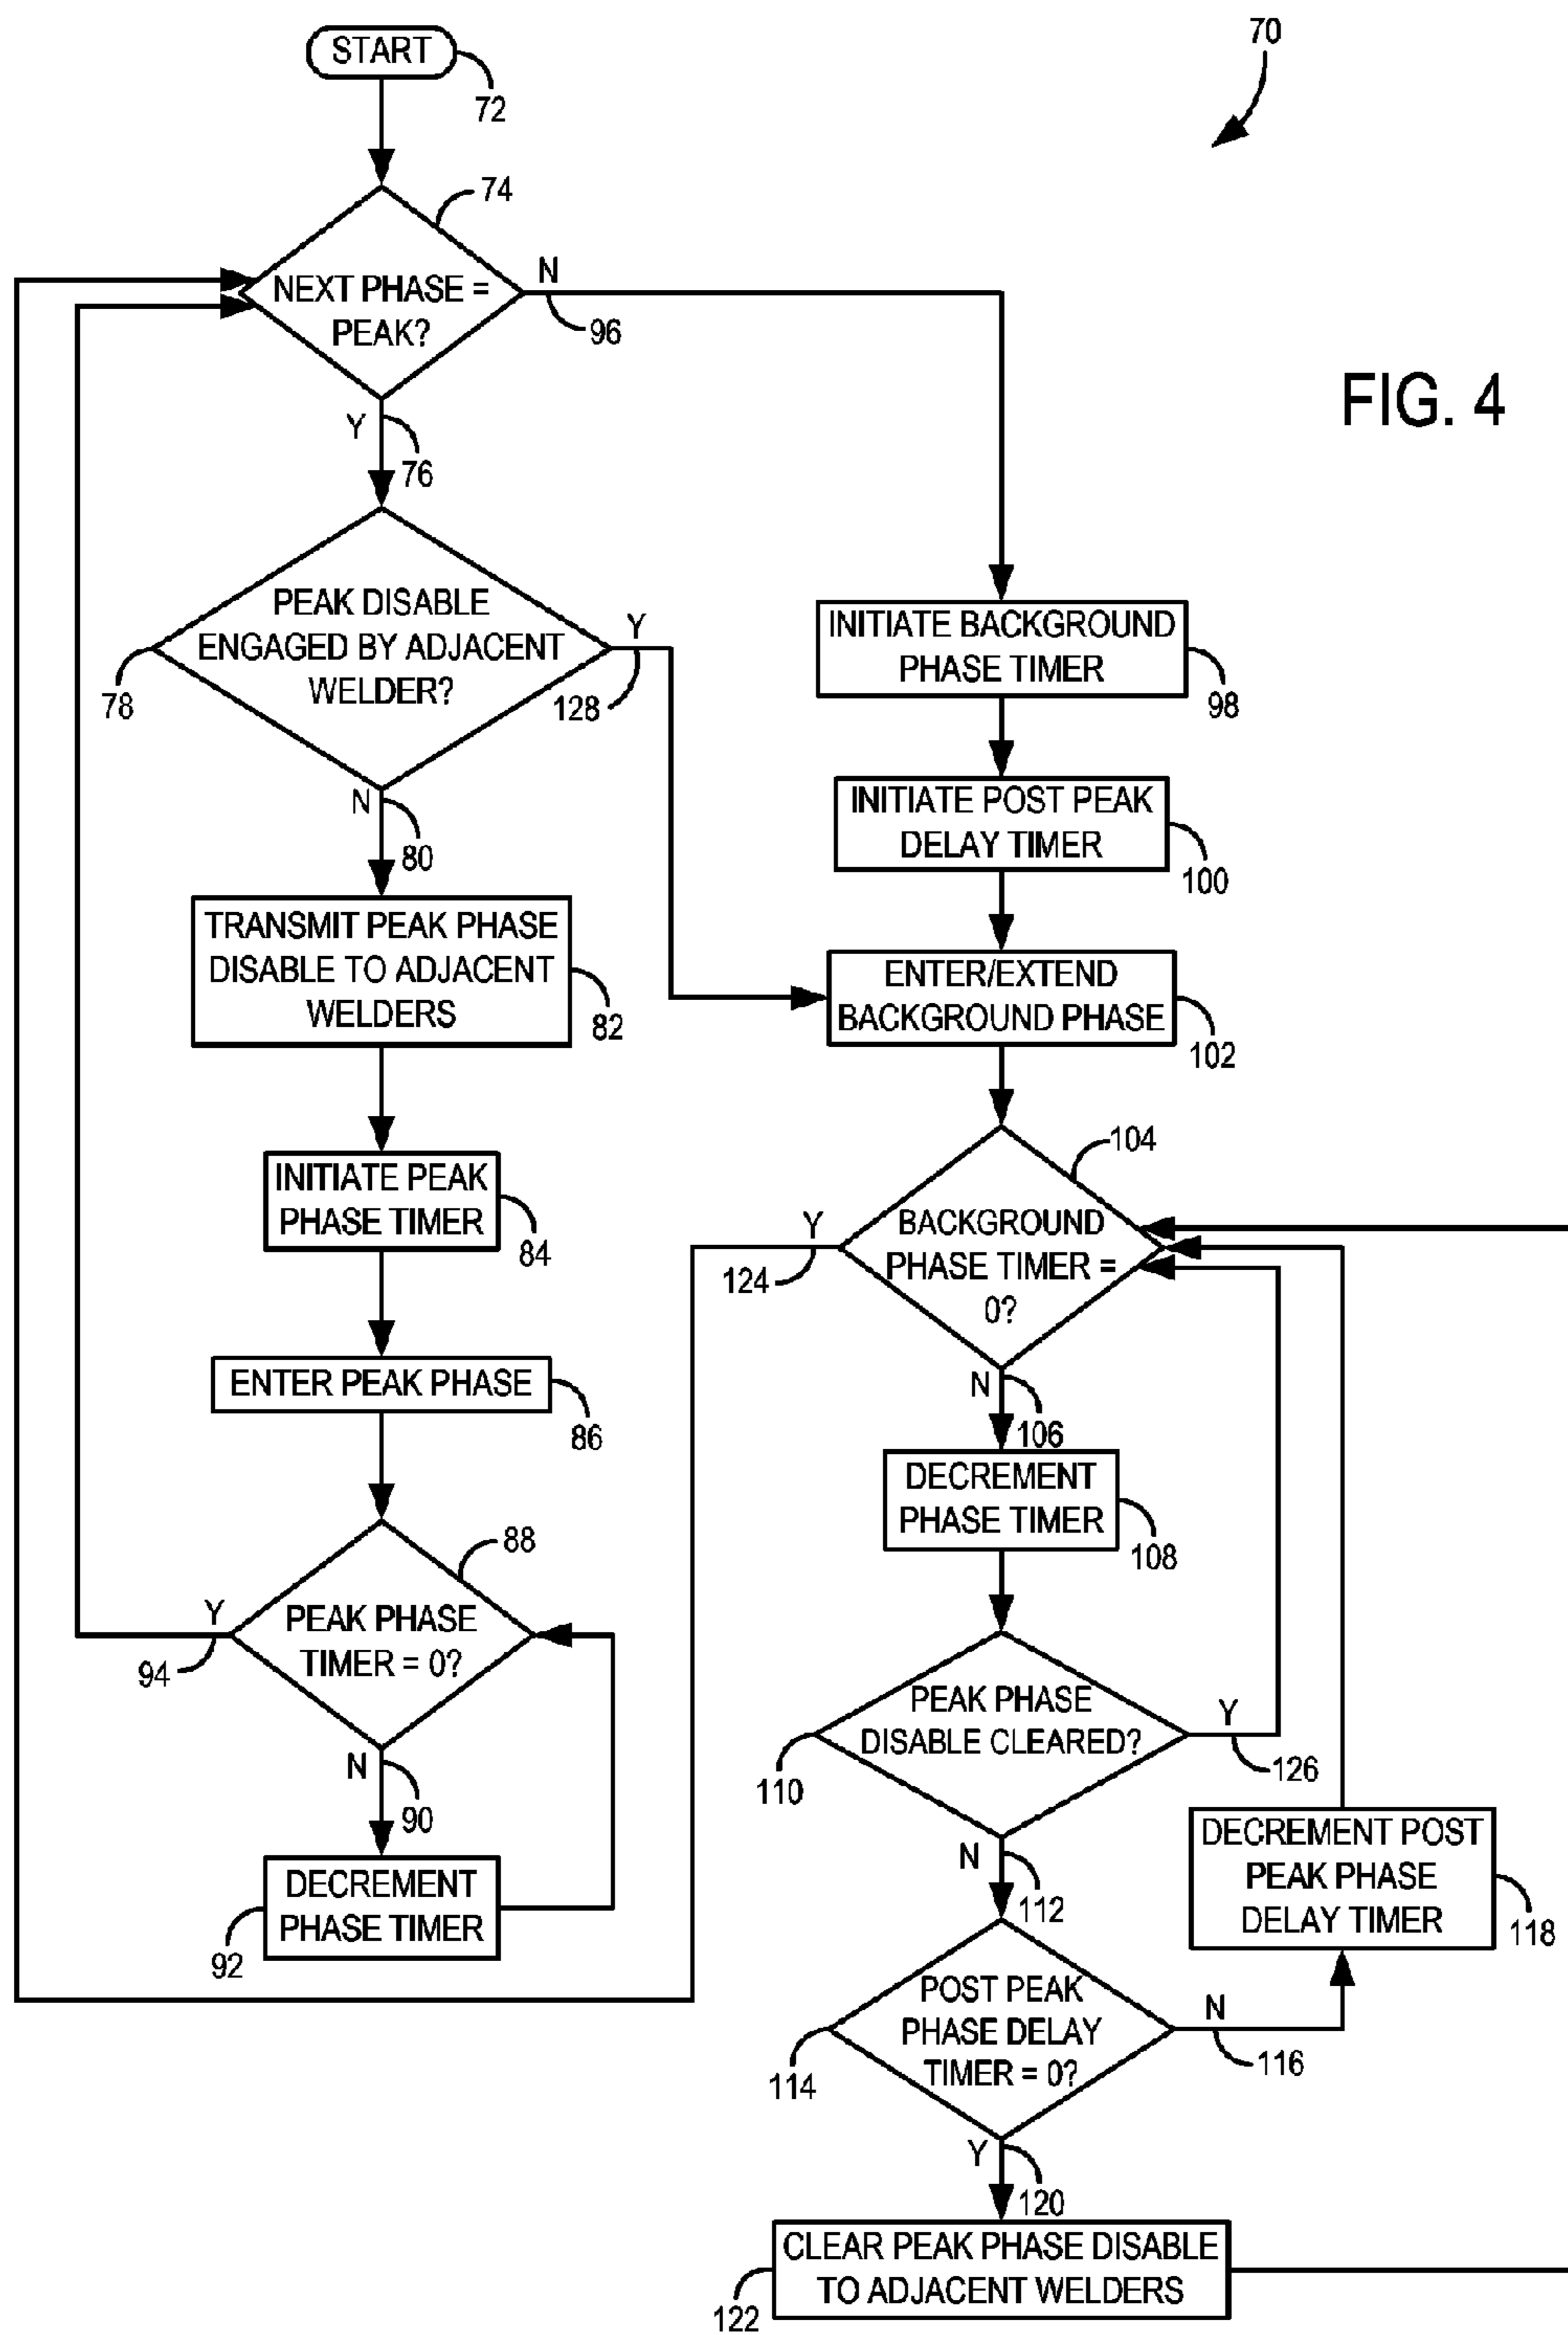 70
START
72
74
NEXT PHASE =
PEAK?
N
96
Y
76
FIG. 4
PEAK DISABLE
ENGAGED BY ADJACENT
WELDER?
78
Y
128
N
80
TRANSMIT PEAK PHASE
DISABLE TO ADJACENT
WELDERS
82
INITIATE PEAK
PHASE TIMER
84
ENTER PEAK PHASE
86
88
PEAK PHASE
TIMER = 0?
Y
94
N
90
DECREMENT
PHASE TIMER
92
INITIATE BACKGROUND
PHASE TIMER
98
INITIATE POST PEAK
DELAY TIMER
100
ENTER/EXTEND
BACKGROUND PHASE
102
104
BACKGROUND
PHASE TIMER =
0?
Y
124
N
106
DECREMENT
PHASE TIMER
108
PEAK PHASE
DISABLE CLEARED?
110
Y
126
N
112
POST PEAK
PHASE DELAY
TIMER = 0?
114
N
116
DECREMENT POST
PEAK PHASE
DELAY TIMER
118
Y
120
CLEAR PEAK PHASE DISABLE
TO ADJACENT WELDERS
122